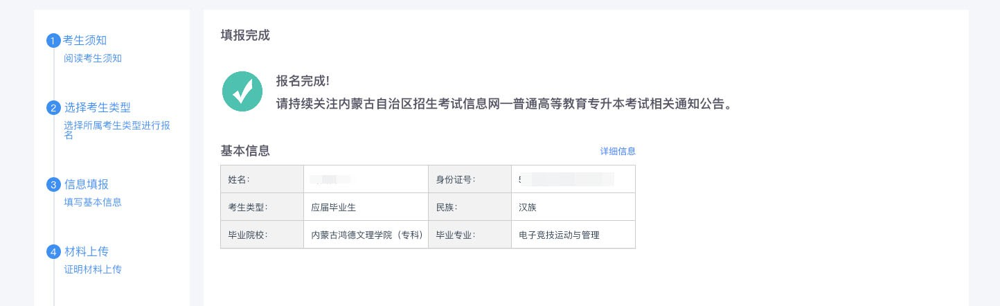 1 考生须知
阅读考生须知
2 选择考生类型
选择所属考生类型进行报
名
3 信息填报
填写基本信息
4 材料上传
证明材料上传
填报完成
报名完成!
请持续关注内蒙古自治区招生考试信息网—普通高等教育专升本考试相关通知公告。
基本信息 详细信息
姓名: 身份证号:
考生类型: 应届毕业生 民族: 汉族
毕业院校: 内蒙古鸿德文理学院（专科） 毕业专业: 电子竞技运动与管理